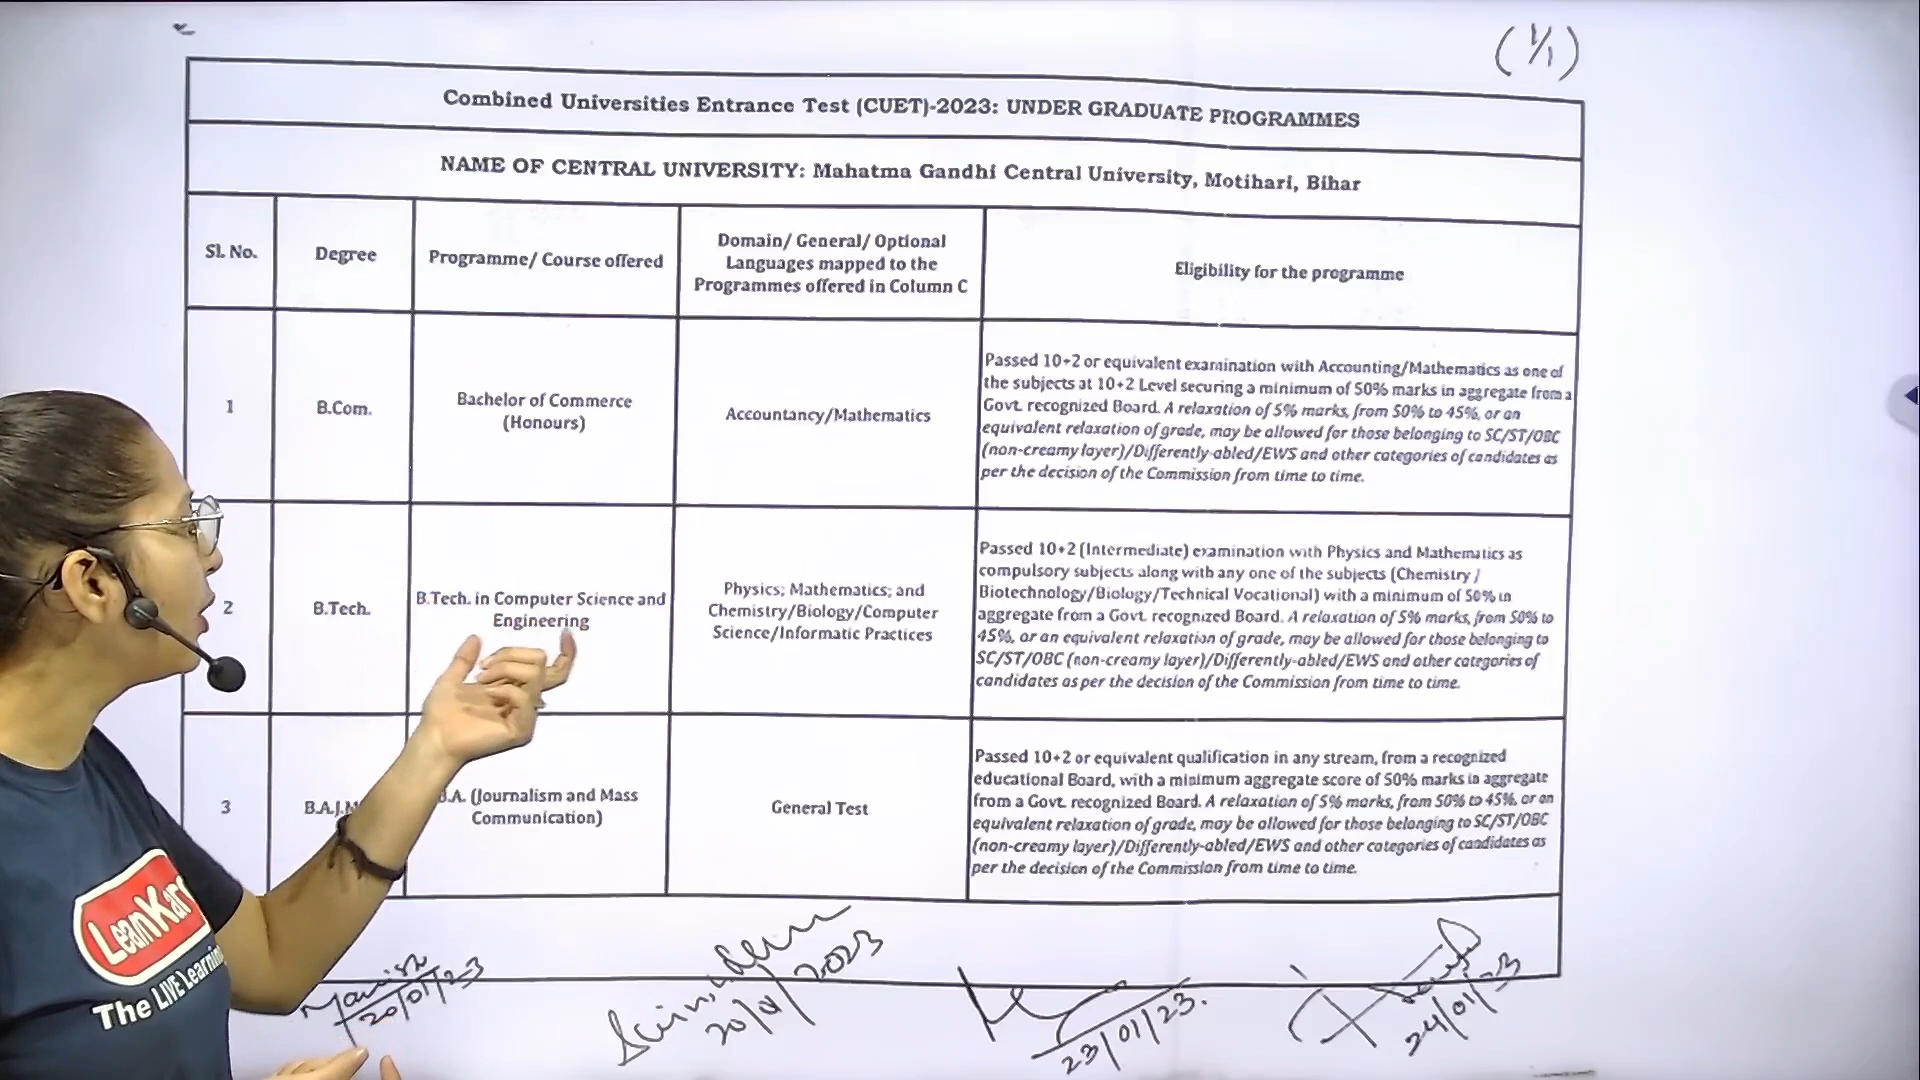 (1/1)
Combined Universities Entrance Test (CUET)-2023: UNDER GRADUATE PROGRAMMES
NAME OF CENTRAL UNIVERSITY: Mahatma Gandhi Central University, Motihari, Bihar
Sl. No.
Degree
Programme/ Course offered
Domain/ General/ Optional
Languages mapped to the
Programmes offered in Column C
Eligibility for the programme
1
B.Com.
Bachelor of Commerce
(Honours)
Accountancy/Mathematics
Passed 10+2 or equivalent examination with Accounting/Mathematics as one of
the subjects at 10+2 Level securing a minimum of 50% marks in aggregate from a
Govt. recognized Board. A relaxation of 5% marks, from 50% to 45%, or an
equivalent relaxation of grade, may be allowed for those belonging to SC/ST/OBC
(non-creamy layer)/Differently-abled/EWS and other categories of candidates as
per the decision of the Commission from time to time.
2
B.Tech.
B.Tech. in Computer Science and
Engineering
Physics; Mathematics; and
Chemistry/Biology/Computer
Science/Informatic Practices
Passed 10+2 (Intermediate) examination with Physics and Mathematics as
compulsory subjects along with any one of the subjects (Chemistry /
Biotechnology/Biology/Technical Vocational) with a minimum of 50% in
aggregate from a Govt. recognized Board. A relaxation of 5% marks, from 50% to
45%, or an equivalent relaxation of grade, may be allowed for those belonging to
SC/ST/OBC (non-creamy layer)/Differently-abled/EWS and other categories of
candidates as per the decision of the Commission from time to time.
3
B.A.J.M
.A. (Journalism and Mass
Communication)
General Test
Passed 10+2 or equivalent qualification in any stream, from a recognized
educational Board, with a minimum aggregate score of 50% marks in aggregate
from a Govt. recognized Board. A relaxation of 5% marks, from 50% to 45%, or an
equivalent relaxation of grade, may be allowed for those belonging to SC/ST/OBC
(non-creamy layer)/Differently-abled/EWS and other categories of candidates as
per the decision of the Commission from time to time.
20/01/23
20/01/2023
23/01/23.
24/01/23
LeanKar
The LIVE Learning